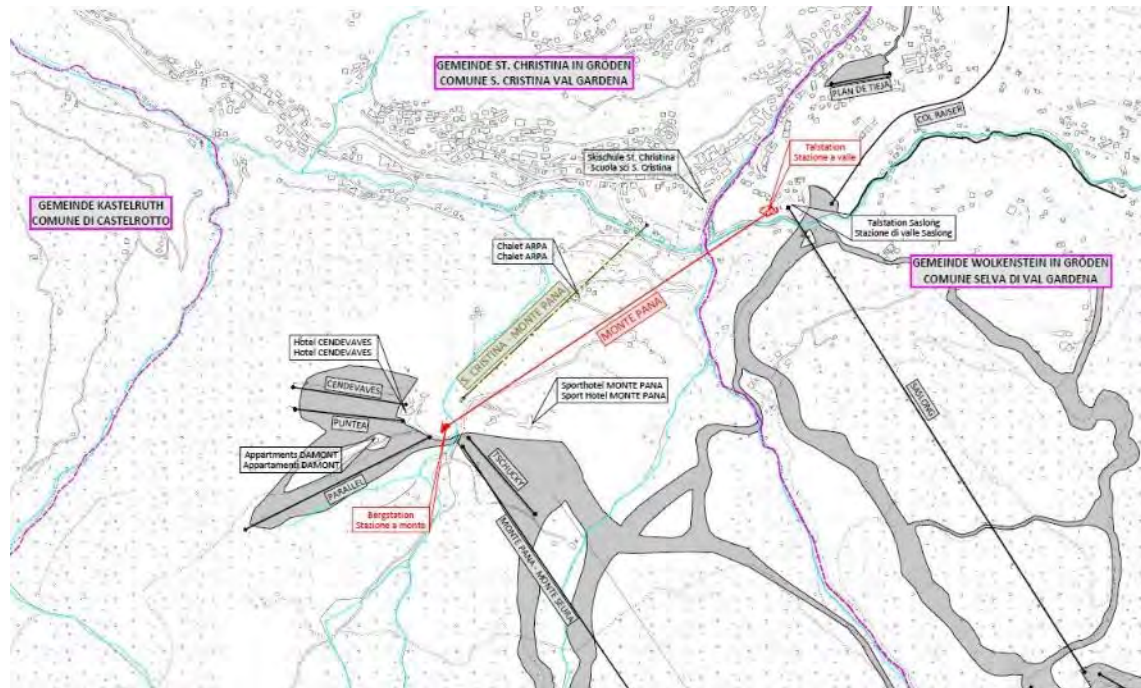 GEMEINDE ST. CHRISTINA IN GRÖDEN
COMUNE S. CRISTINA VAL GARDENA
PLAN DE TIEJA
COL RAISER
Talstation
Stazione a valle
Skischule St. Christina
Scuola sci S. Cristina
GEMEINDE KASTELRUTH
COMUNE DI CASTELROTTO
Talstation Saslong
Stazione di valle Saslong
Chalet ARPA
Chalet ARPA
GEMEINDE WOLKENSTEIN IN GRÖDEN
COMUNE SELVA DI VAL GARDENA
S. CRISTINA - MONTE PANA
MONTE PANA
Hotel CENDEVAVES
Hotel CENDEVAVES
CENDEVAVES
PUNTEA
Sporthotel MONTE PANA
Sport Hotel MONTE PANA
SASLONG
Appartments DAMONT
Appartamenti DAMONT
TSCHUCKY
PARALLEL
Bergstation
Stazione a monte
MONTE PANA - MONTE SEURA